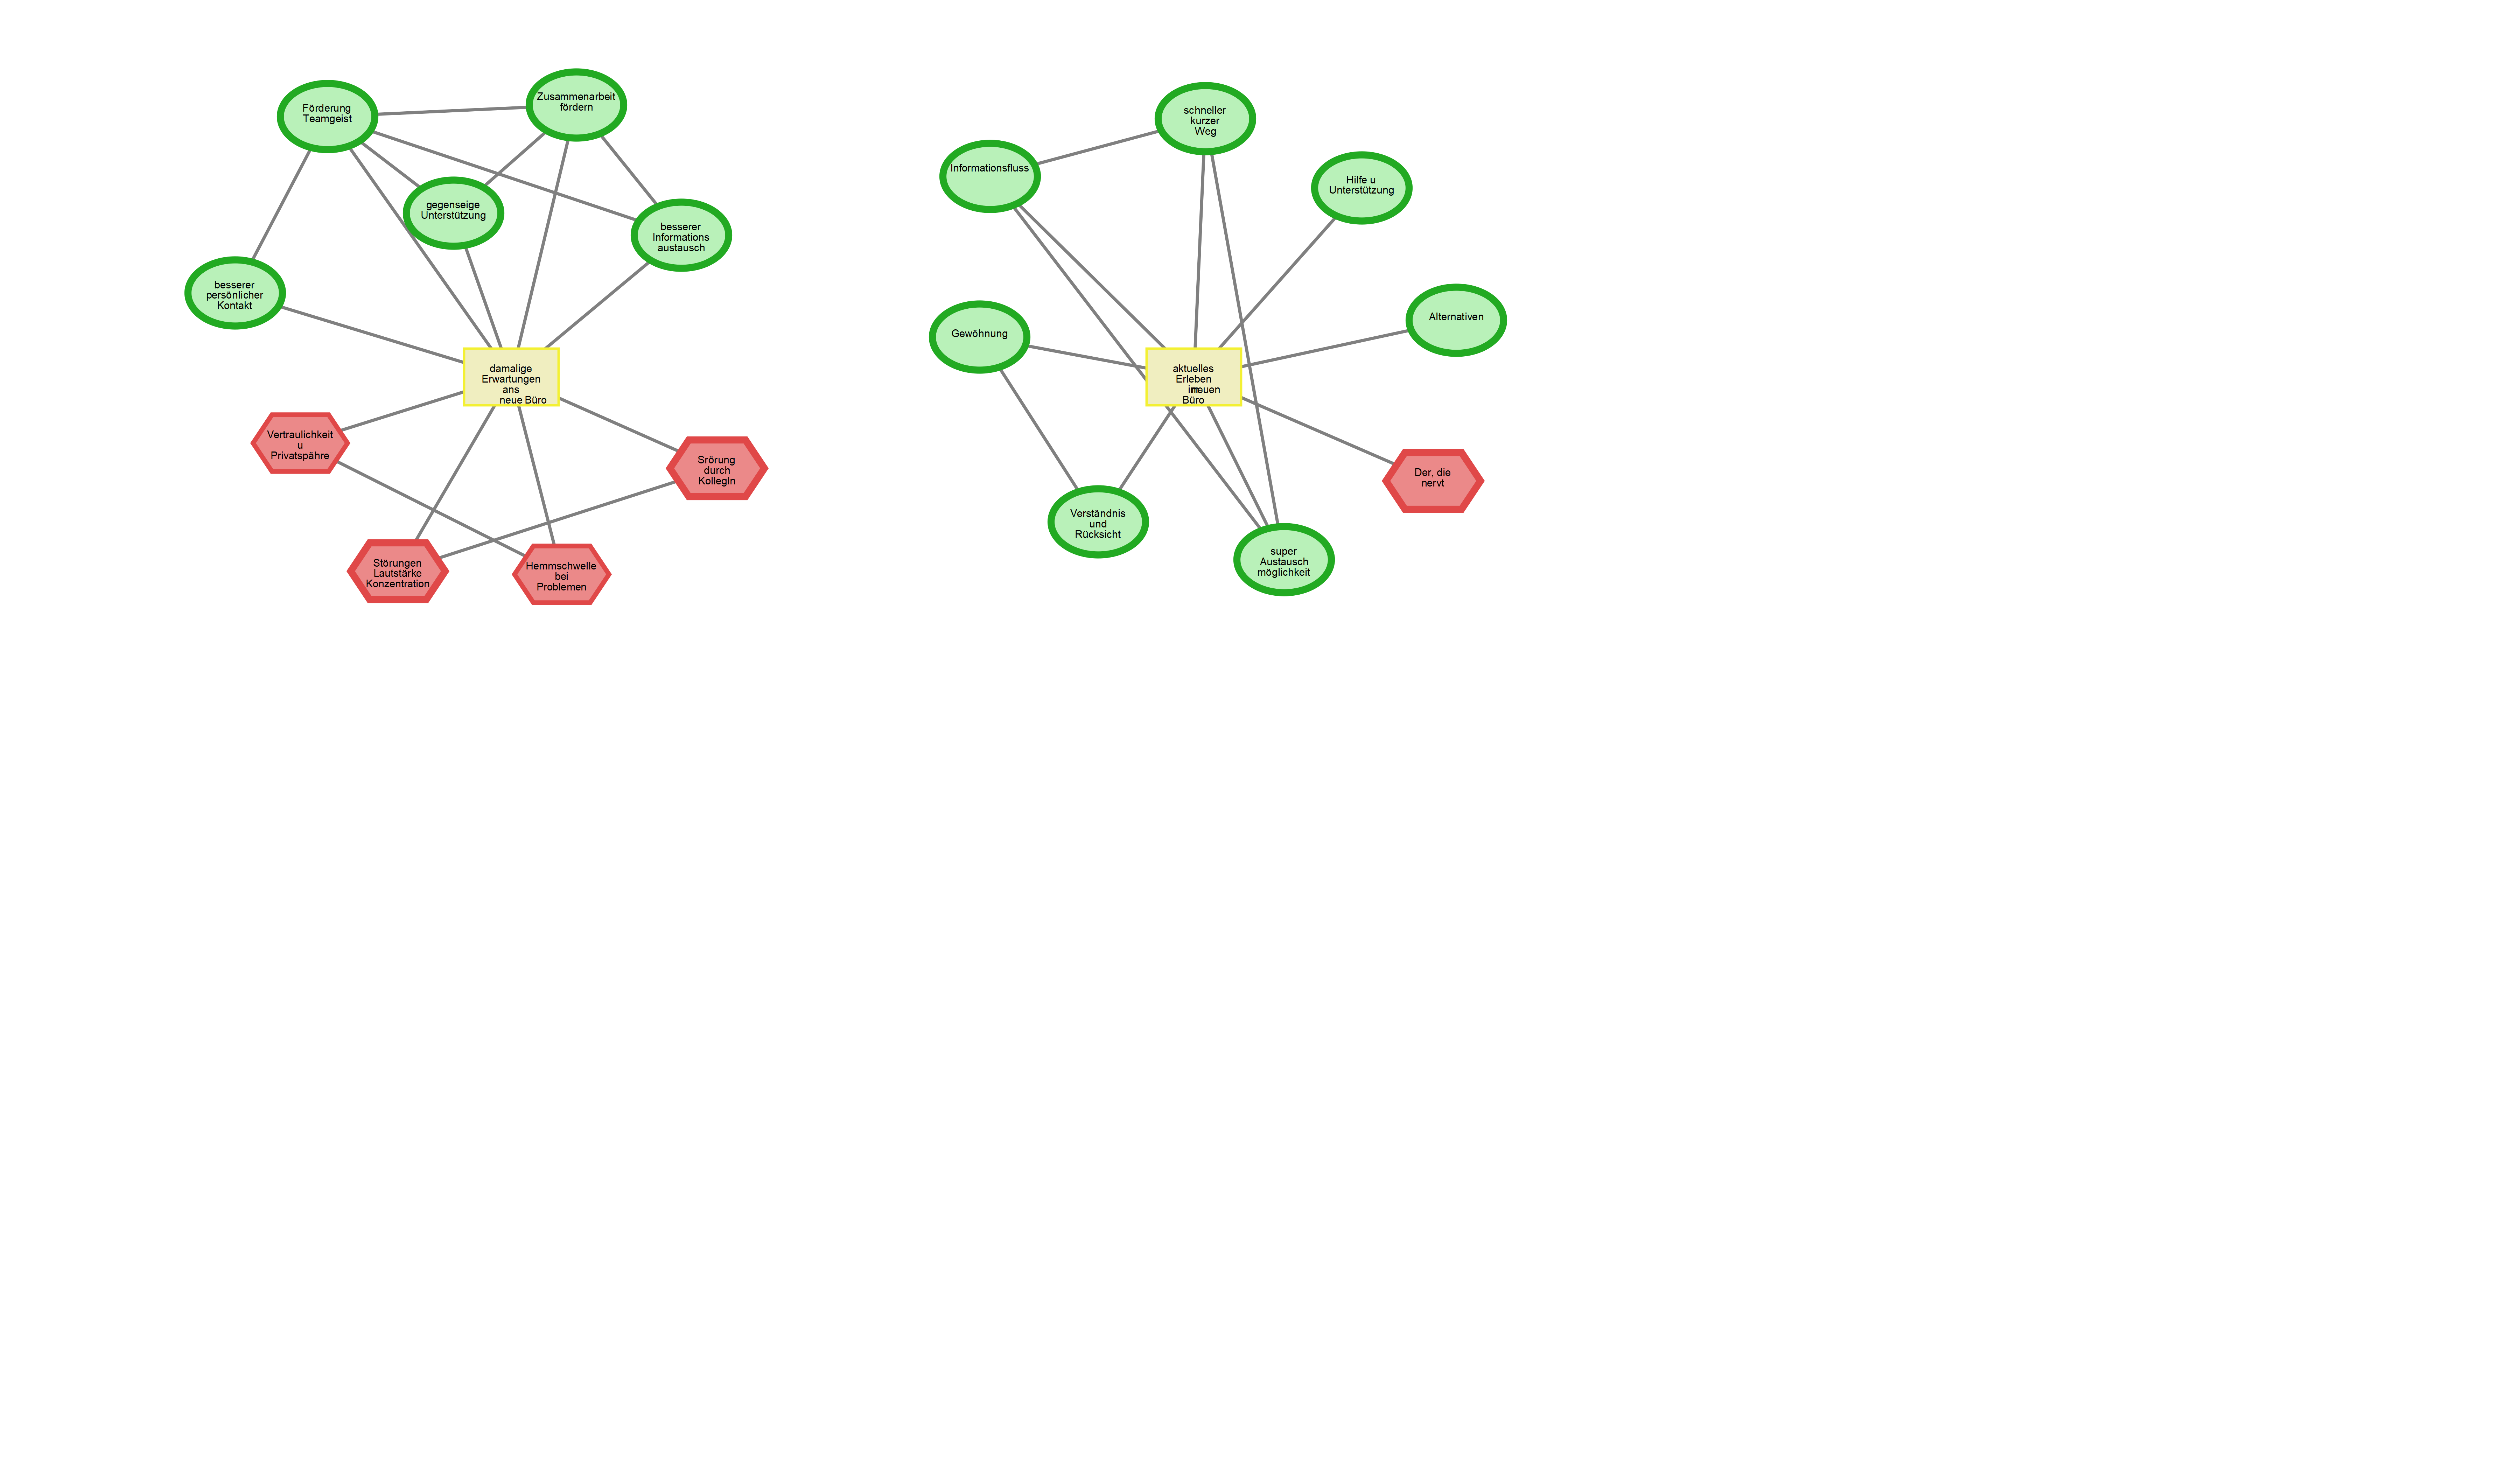 Förderung
Teamgeist
Zusammenarbeit
fördern
gegenseige
Unterstützung
besserer
Informations
austausch
besserer
persönlicher
Kontakt
damalige
Erwartungen
ans
neue Büro
Vertraulichkeit
u
Privatspähre
Srörung
durch
KollegIn
Störungen
Lautstärke
Konzentration
Hemmschwelle
bei
Problemen
schneller
kurzer
Weg
Informationsfluss
Hilfe u
Unterstützung
Alternativen
Gewöhnung
aktuelles
Erleben
im neuen
Büro
Der, die
nervt
Verständnis
und
Rücksicht
super
Austausch
möglichkeit